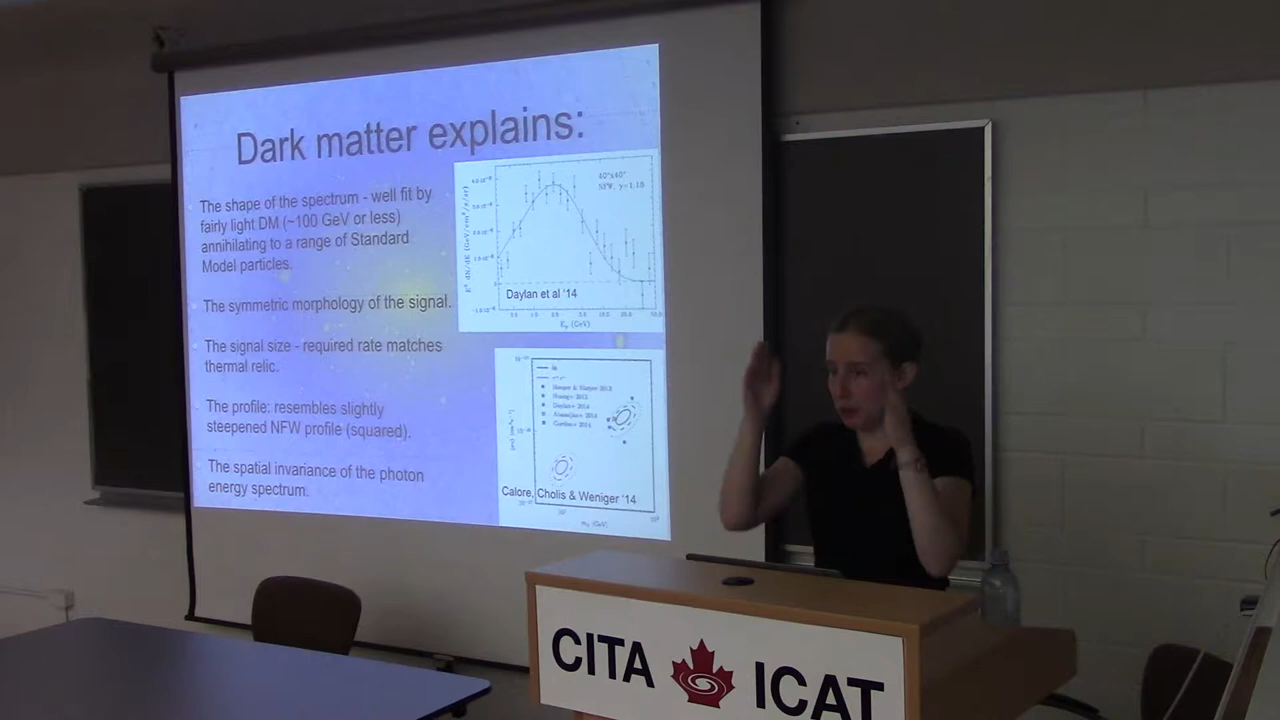 Dark matter explains:
The shape of the spectrum - well fit by
fairly light DM (~100 GeV or less)
annihilating to a range of Standard
Model particles.
The symmetric morphology of the signal.
The signal size - required rate matches
thermal relic.
The profile: resembles slightly
steepened NFW profile (squared).
The spatial invariance of the photon
energy spectrum.
40°x40°
Daylan et al '14
Calore, Cholis & Weniger '14
CITA ICAT